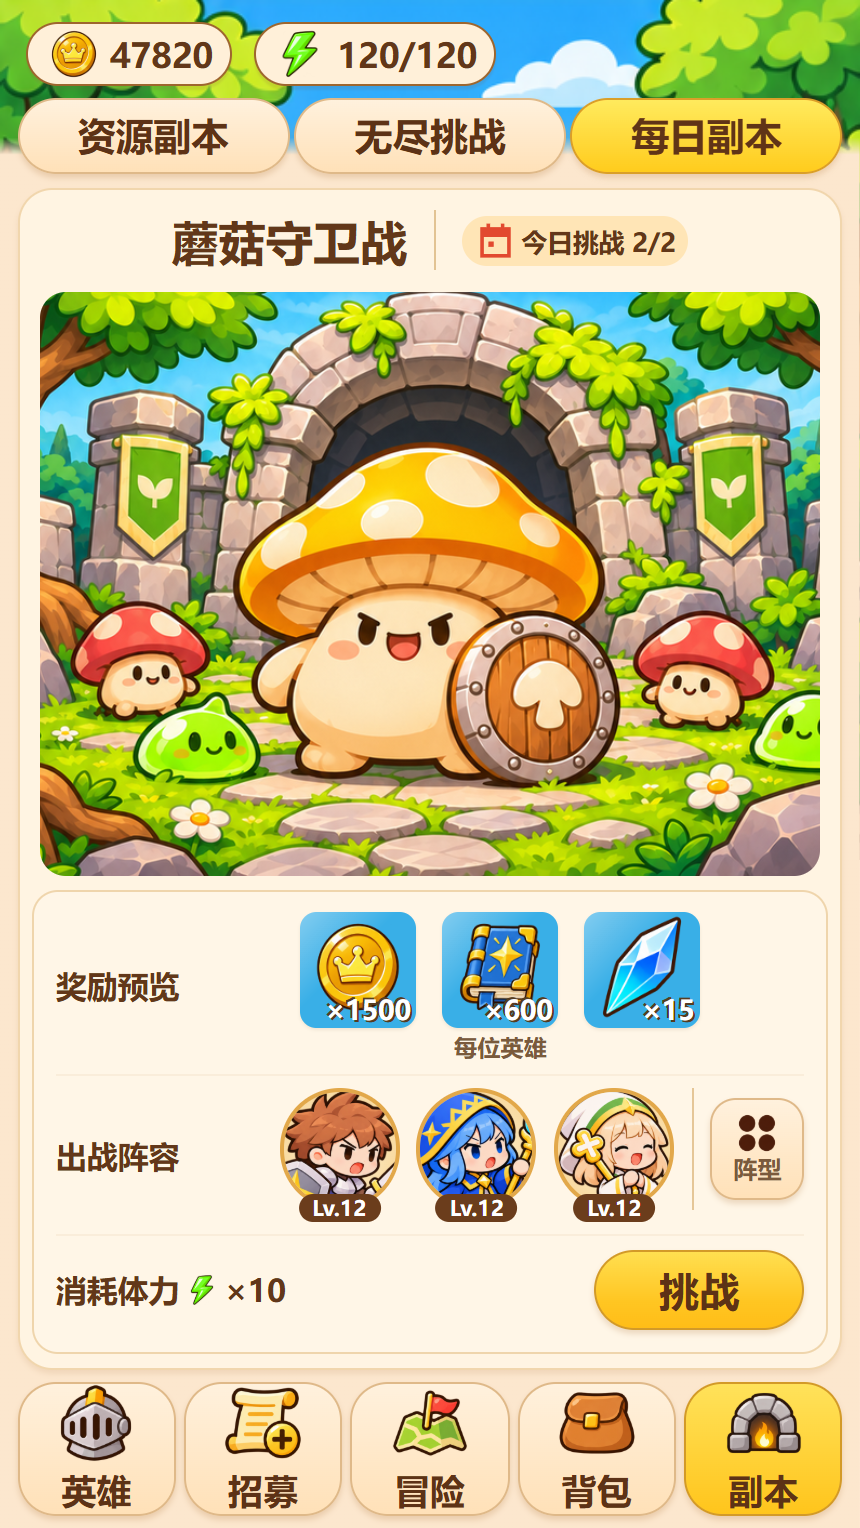 47820 120/120
资源副本 无尽挑战 每日副本
蘑菇守卫战 今日挑战 2/2
奖励预览 ×1500 ×600 ×15
每位英雄
出战阵容 Lv.12 Lv.12 Lv.12 阵型
消耗体力 ×10 挑战
英雄 招募 冒险 背包 副本